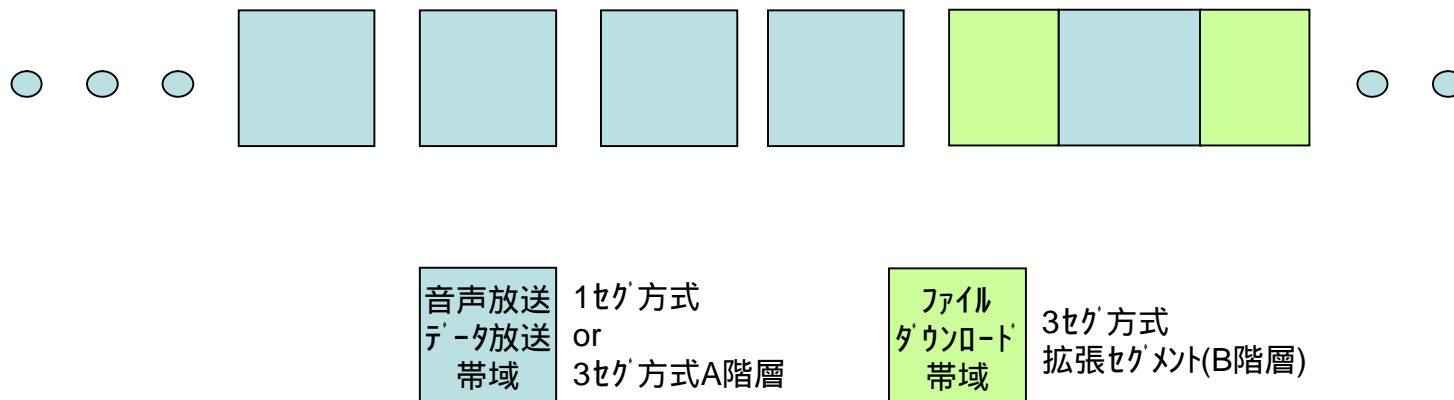 音声放送
ﾃﾞｰﾀ放送
帯域
1ｾｸﾞ方式
or
3ｾｸﾞ方式A階層
ﾌｧｲﾙ
ﾀﾞｳﾝﾛｰﾄﾞ
帯域
3ｾｸﾞ方式
拡張ｾｸﾞﾒﾝﾄ(B階層)